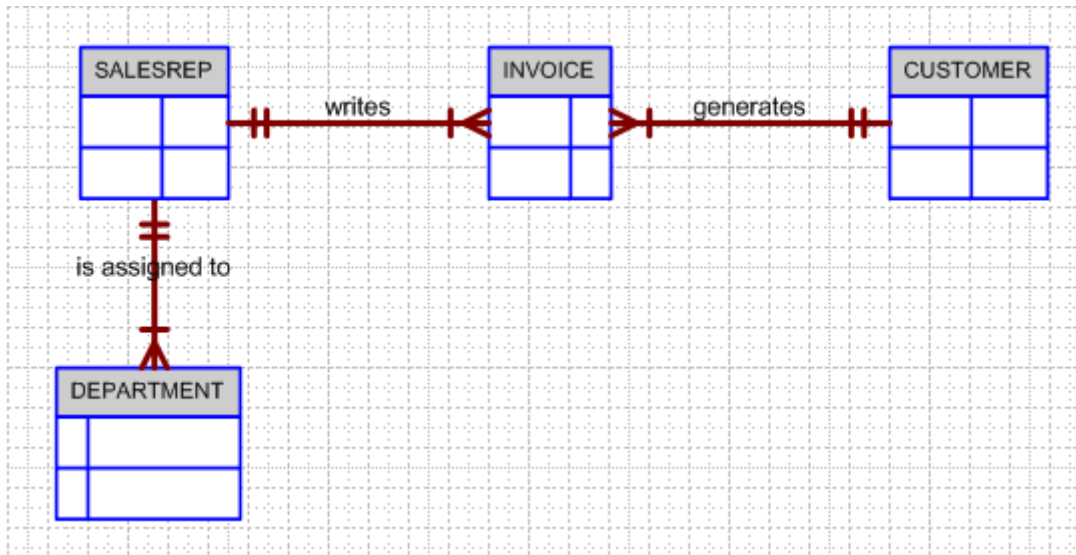 SALESREP
writes
INVOICE
generates
CUSTOMER
is assigned to
DEPARTMENT